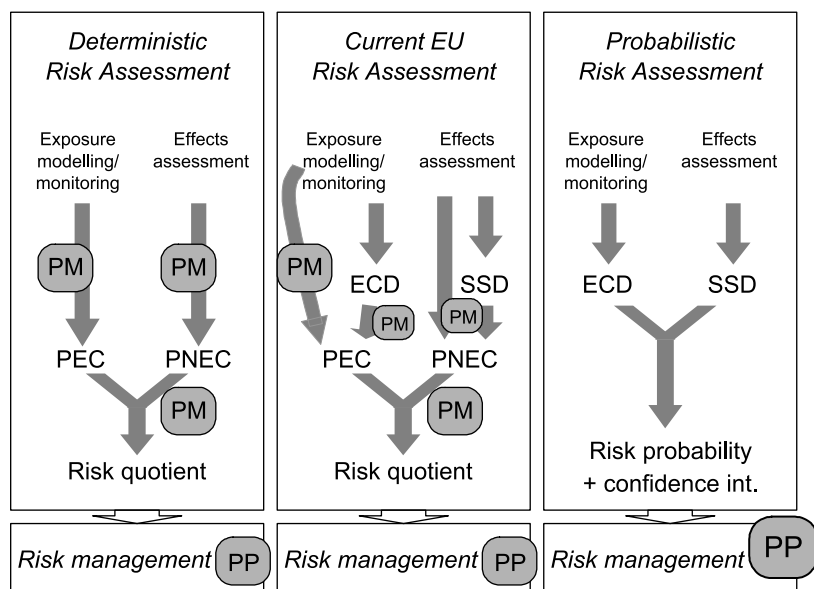 Deterministic
Risk Assessment
Exposure
modelling/
monitoring
Effects
assessment
PM
PM
PEC
PNEC
PM
Risk quotient
Risk management
PP
Current EU
Risk Assessment
Exposure
modelling/
monitoring
Effects
assessment
PM
ECD
SSD
PM
PM
PEC
PNEC
PM
Risk quotient
Risk management
PP
Probabilistic
Risk Assessment
Exposure
modelling/
monitoring
Effects
assessment
ECD
SSD
Risk probability
+ confidence int.
Risk management
PP